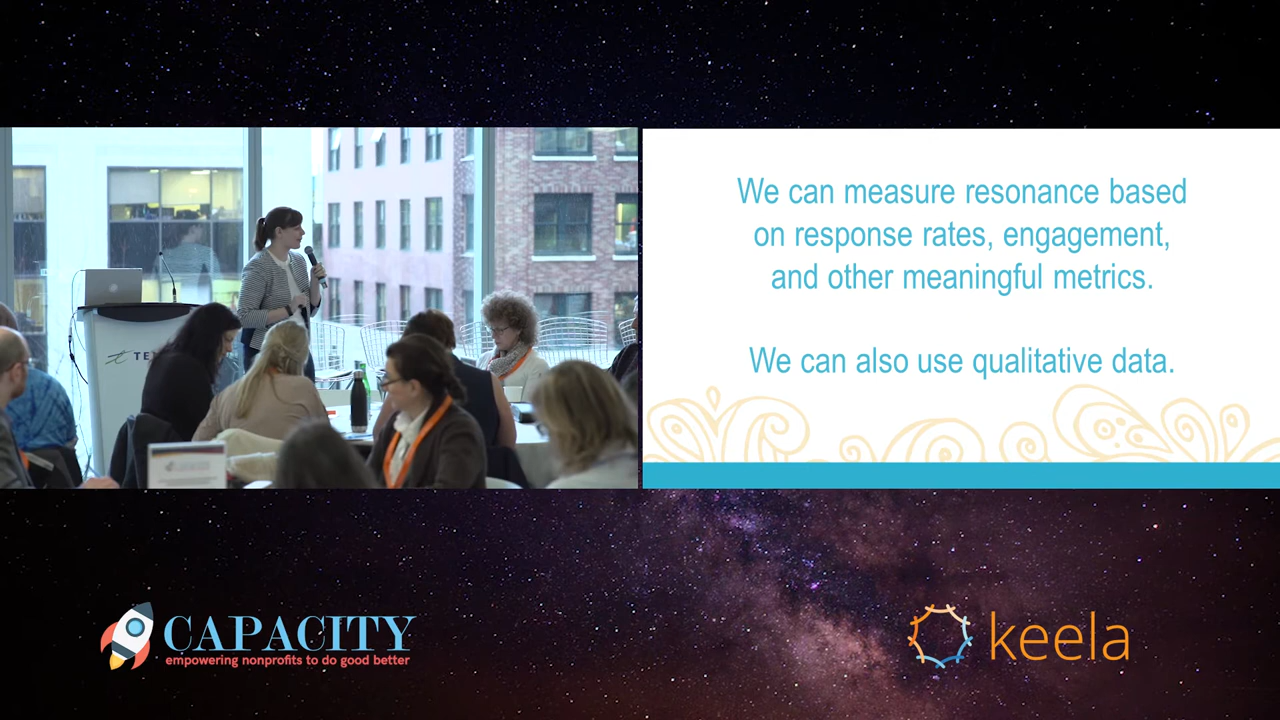 We can measure resonance based
on response rates, engagement,
and other meaningful metrics.
We can also use qualitative data.
CAPACITY
empowering nonprofits to do good better
keela